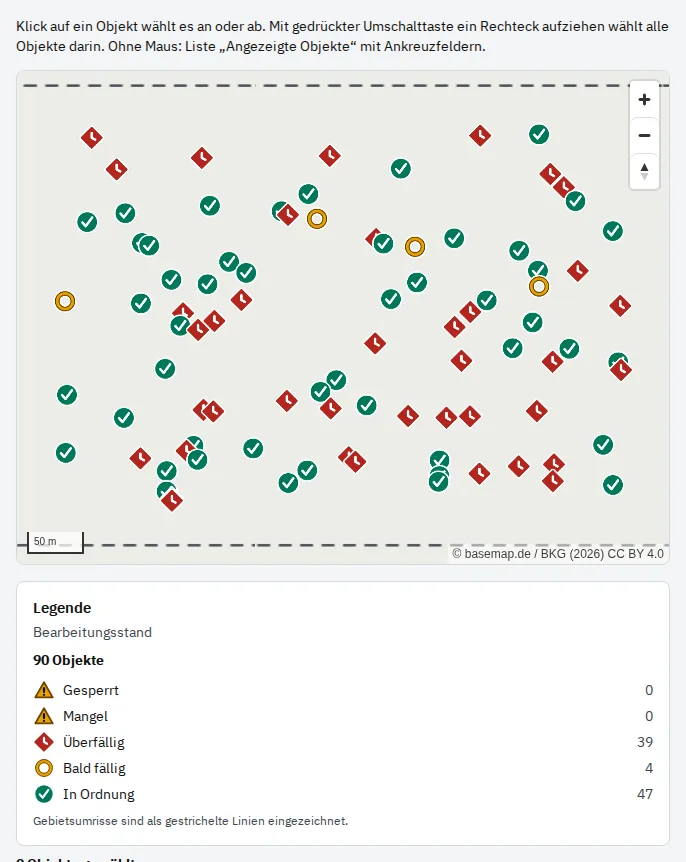 Klick auf ein Objekt wählt es an oder ab. Mit gedrückter Umschalttaste ein Rechteck aufziehen wählt alle
Objekte darin. Ohne Maus: Liste „Angezeigte Objekte“ mit Ankreuzfeldern.
50 m
© basemap.de / BKG (2026) CC BY 4.0
Legende
Bearbeitungsstand
90 Objekte
Gesperrt 0
Mangel 0
Überfällig 39
Bald fällig 4
In Ordnung 47
Gebietsumrisse sind als gestrichelte Linien eingezeichnet.